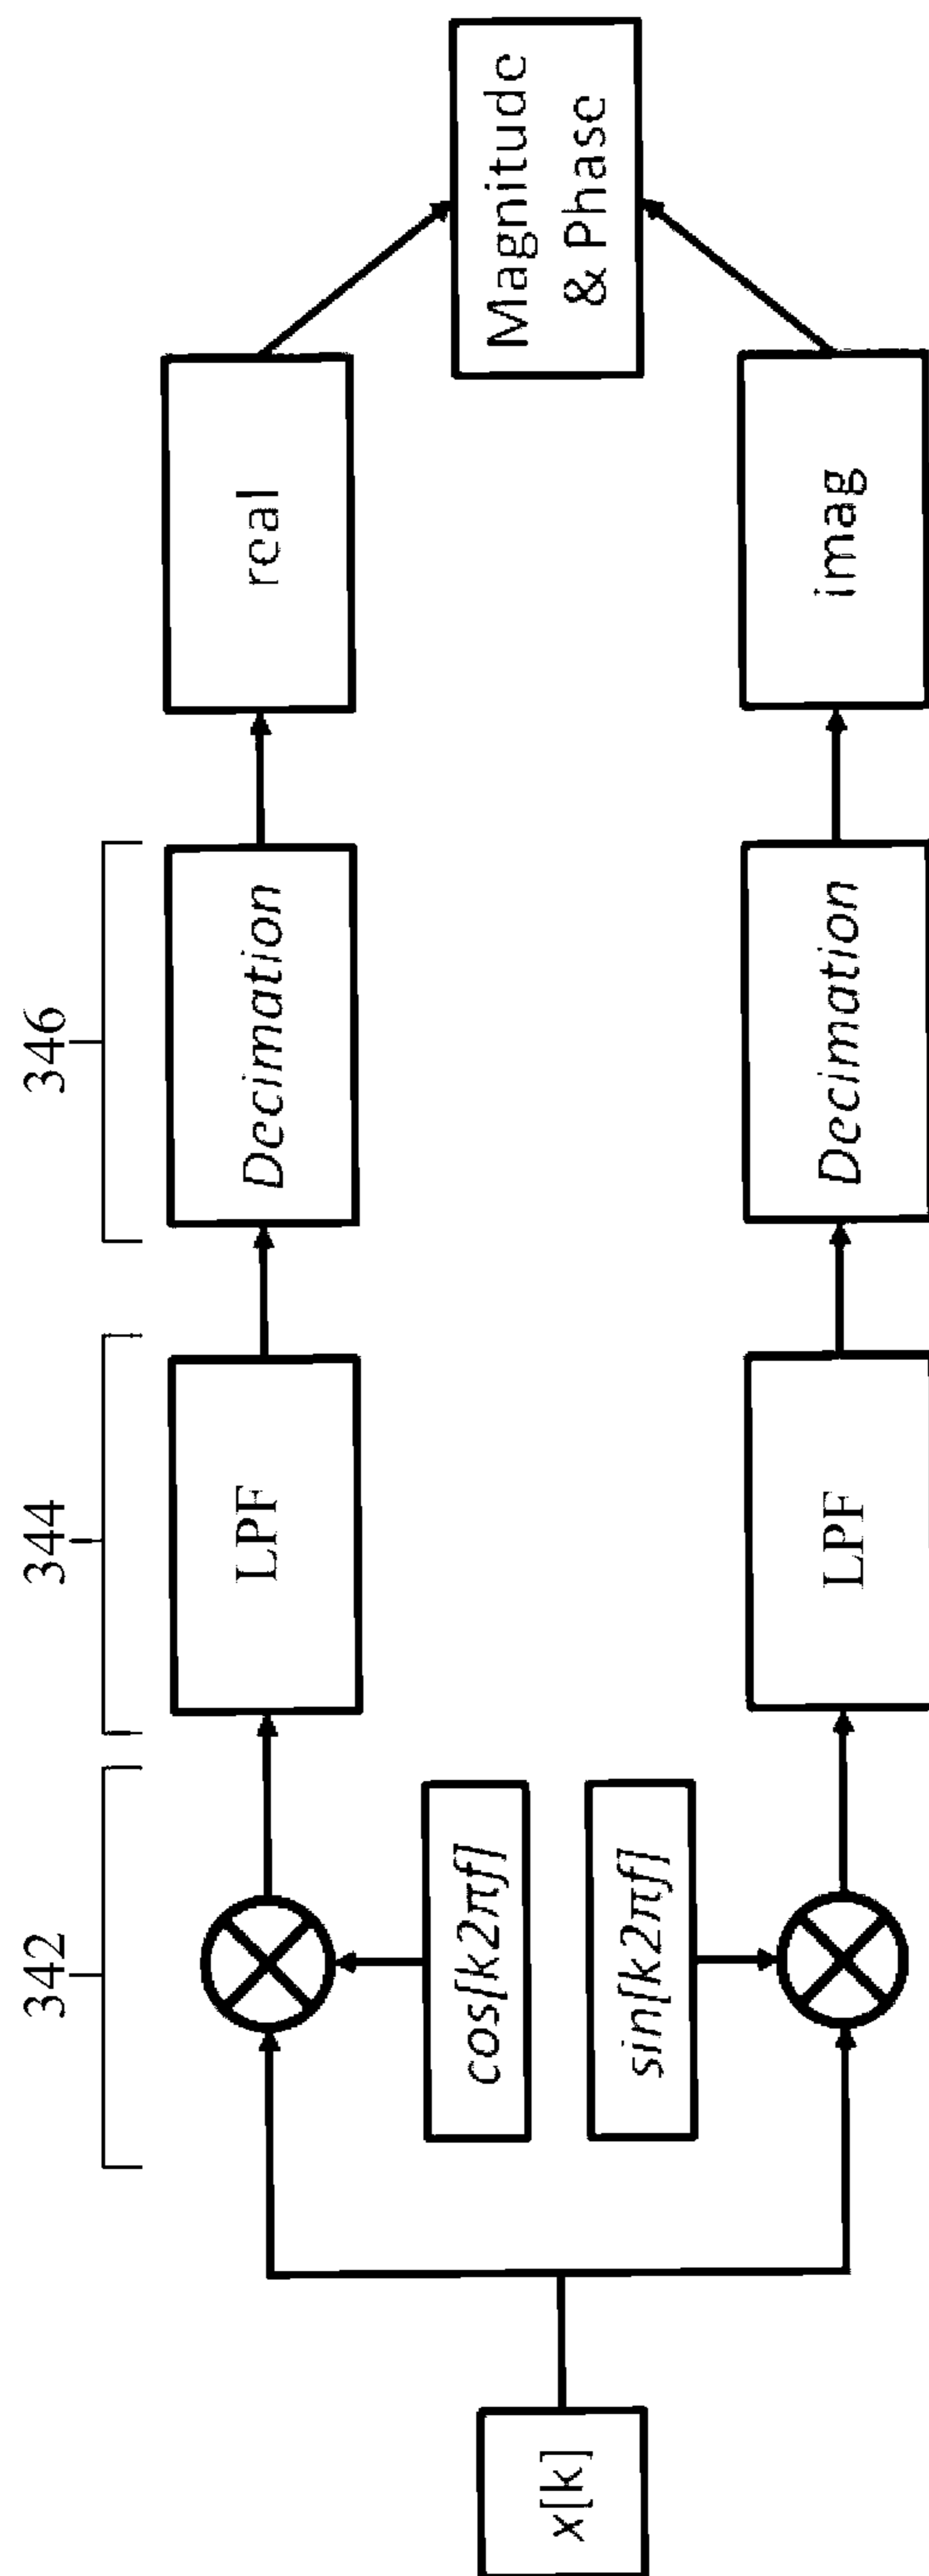 342
344
346
x[k]
cos[k2πf]
sin[k2πf]
LPF
Decimation
real
LPF
Decimation
imag
Magnitude
& Phase